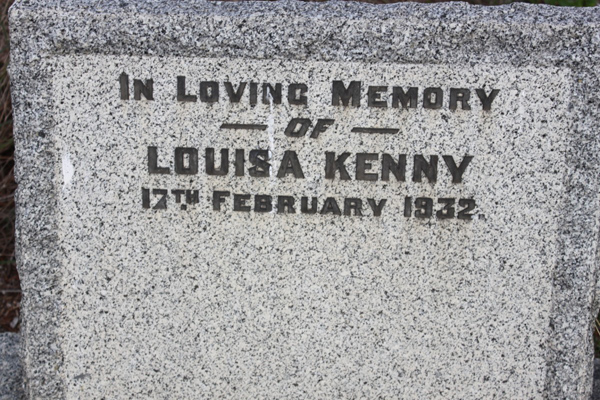 In Loving Memory
— OF —
LOUISA KENNY
17TH FEBRUARY 1932.